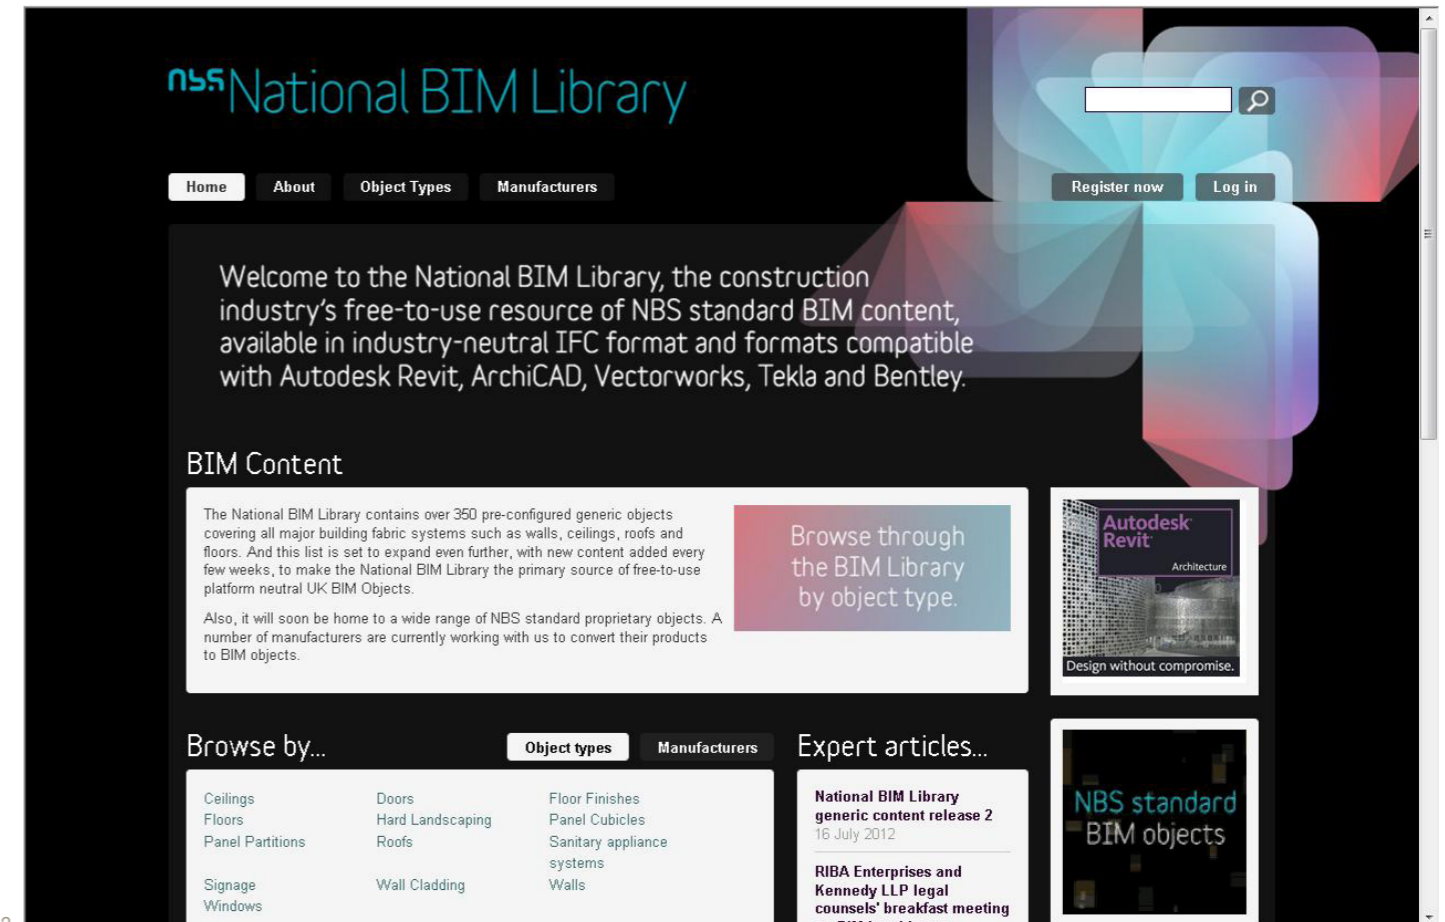 nbs National BIM Library
Home About Object Types Manufacturers
Register now Log in
Welcome to the National BIM Library, the construction
industry's free-to-use resource of NBS standard BIM content,
available in industry-neutral IFC format and formats compatible
with Autodesk Revit, ArchiCAD, Vectorworks, Tekla and Bentley.
BIM Content
The National BIM Library contains over 350 pre-configured generic objects
covering all major building fabric systems such as walls, ceilings, roofs and
floors. And this list is set to expand even further, with new content added every
few weeks, to make the National BIM Library the primary source of free-to-use
platform neutral UK BIM Objects.
Also, it will soon be home to a wide range of NBS standard proprietary objects. A
number of manufacturers are currently working with us to convert their products
to BIM objects.
Browse through
the BIM Library
by object type.
Autodesk
Revit
Architecture
Design without compromise.
Browse by...
Object types Manufacturers
Ceilings Doors Floor Finishes
Floors Hard Landscaping Panel Cubicles
Panel Partitions Roofs Sanitary appliance
systems
Signage Wall Cladding Walls
Windows
Expert articles...
National BIM Library
generic content release 2
16 July 2012
RIBA Enterprises and
Kennedy LLP legal
counsels' breakfast meeting
NBS standard
BIM objects